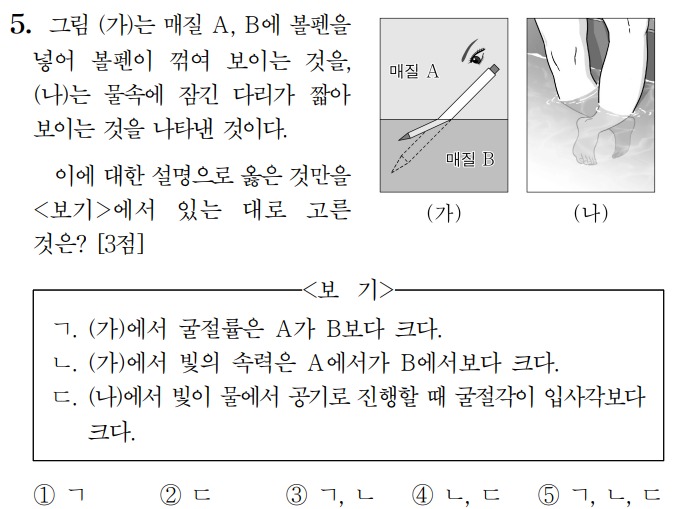 5. 그림 (가)는 매질 A, B에 볼펜을
넣어 볼펜이 꺾여 보이는 것을,
(나)는 물속에 잠긴 다리가 짧아
보이는 것을 나타낸 것이다.
이에 대한 설명으로 옳은 것만을
<보기>에서 있는 대로 고른
것은? [3점]
매질 A
매질 B
(가)
(나)
<보 기>
ㄱ. (가)에서 굴절률은 A가 B보다 크다.
ㄴ. (가)에서 빛의 속력은 A에서가 B에서보다 크다.
ㄷ. (나)에서 빛이 물에서 공기로 진행할 때 굴절각이 입사각보다
크다.
① ㄱ ② ㄷ ③ ㄱ, ㄴ ④ ㄴ, ㄷ ⑤ ㄱ, ㄴ, ㄷ